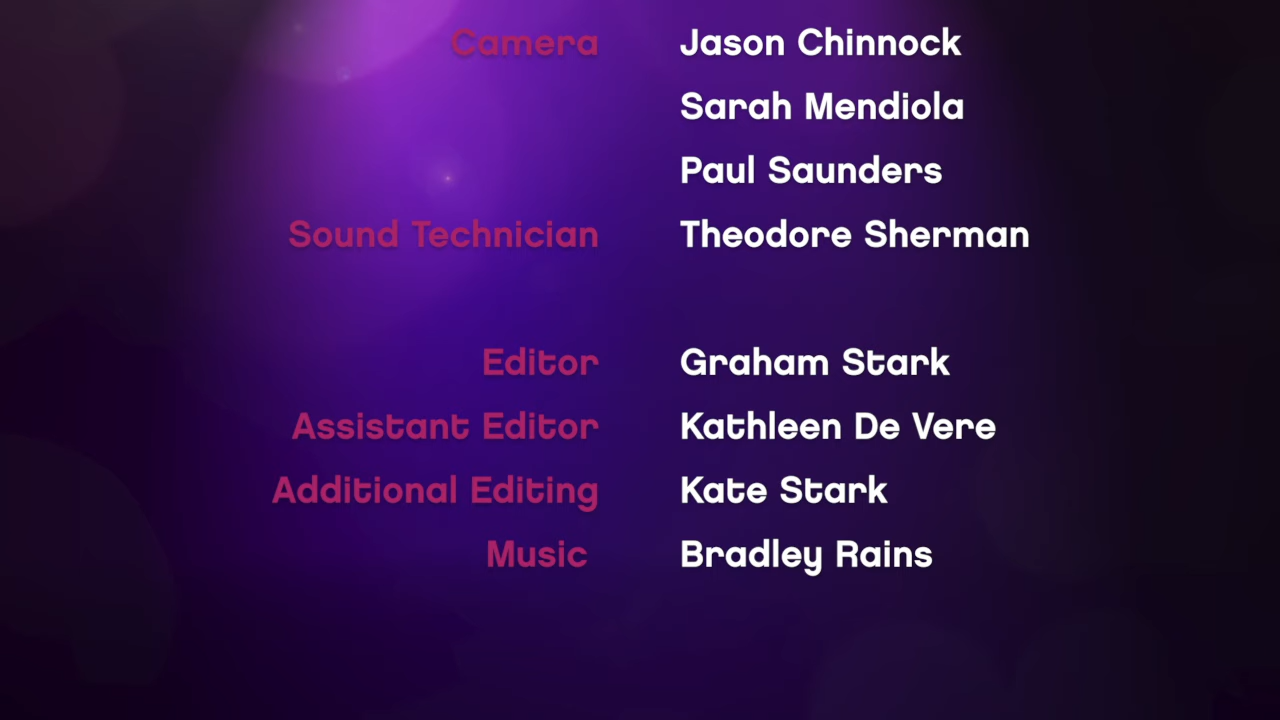 Camera Jason Chinnock
Sarah Mendiola
Paul Saunders
Sound Technician Theodore Sherman
Editor Graham Stark
Assistant Editor Kathleen De Vere
Additional Editing Kate Stark
Music Bradley Rains